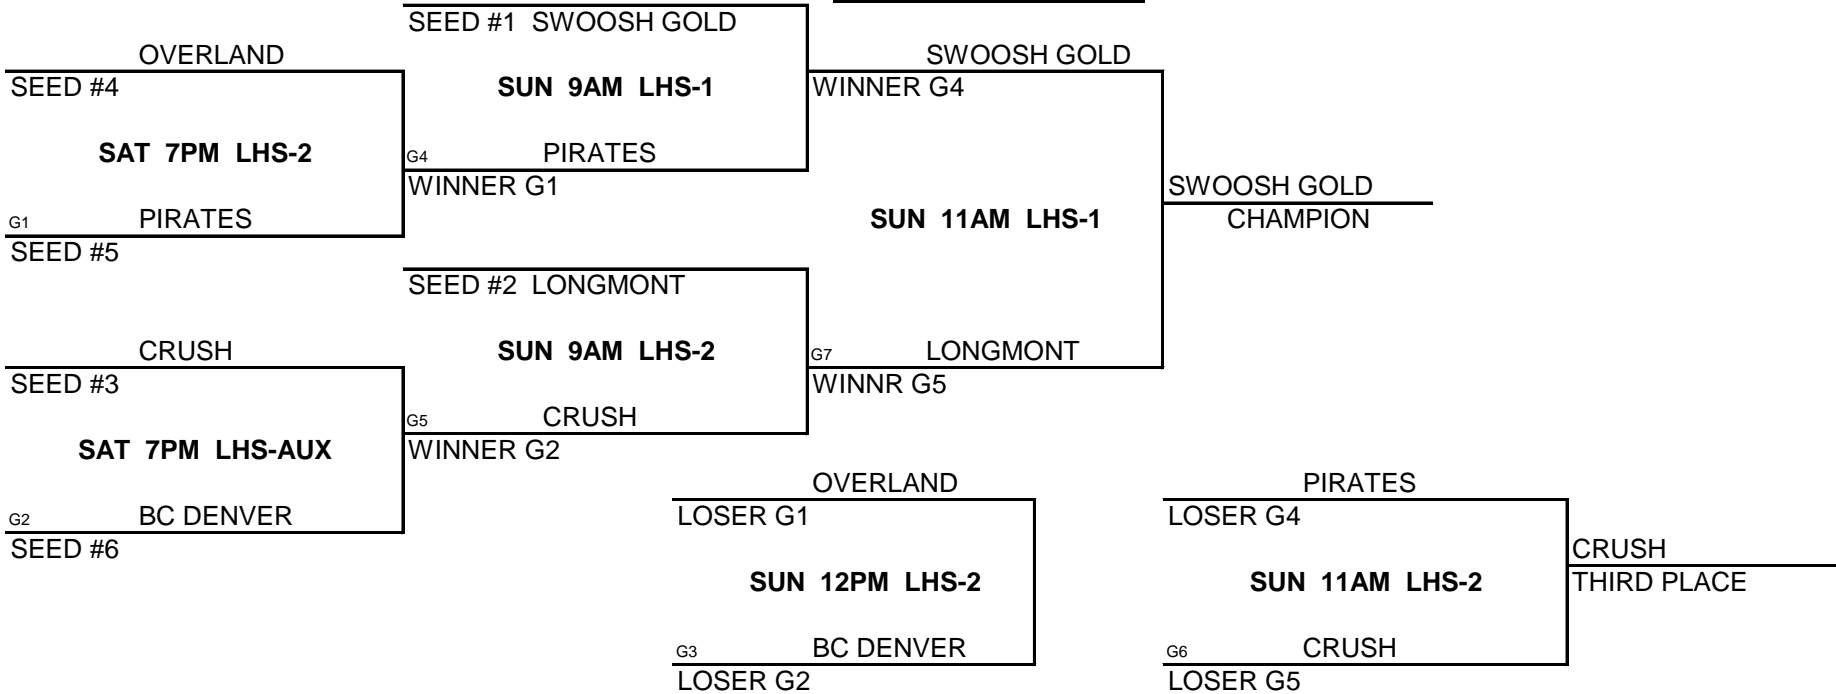 SEED #1 SWOOSH GOLD
OVERLAND
SWOOSH GOLD
SEED #4
SUN 9AM LHS-1
WINNER G4
SAT 7PM LHS-2
G4 PIRATES
WINNER G1
SWOOSH GOLD
G1 PIRATES
SUN 11AM LHS-1
CHAMPION
SEED #5
SEED #2 LONGMONT
CRUSH
SUN 9AM LHS-2
G7 LONGMONT
SEED #3
WINNR G5
G5 CRUSH
SAT 7PM LHS-AUX
WINNER G2
OVERLAND
PIRATES
G2 BC DENVER
LOSER G1
LOSER G4
SEED #6
CRUSH
SUN 12PM LHS-2
SUN 11AM LHS-2
THIRD PLACE
G3 BC DENVER
G6 CRUSH
LOSER G2
LOSER G5